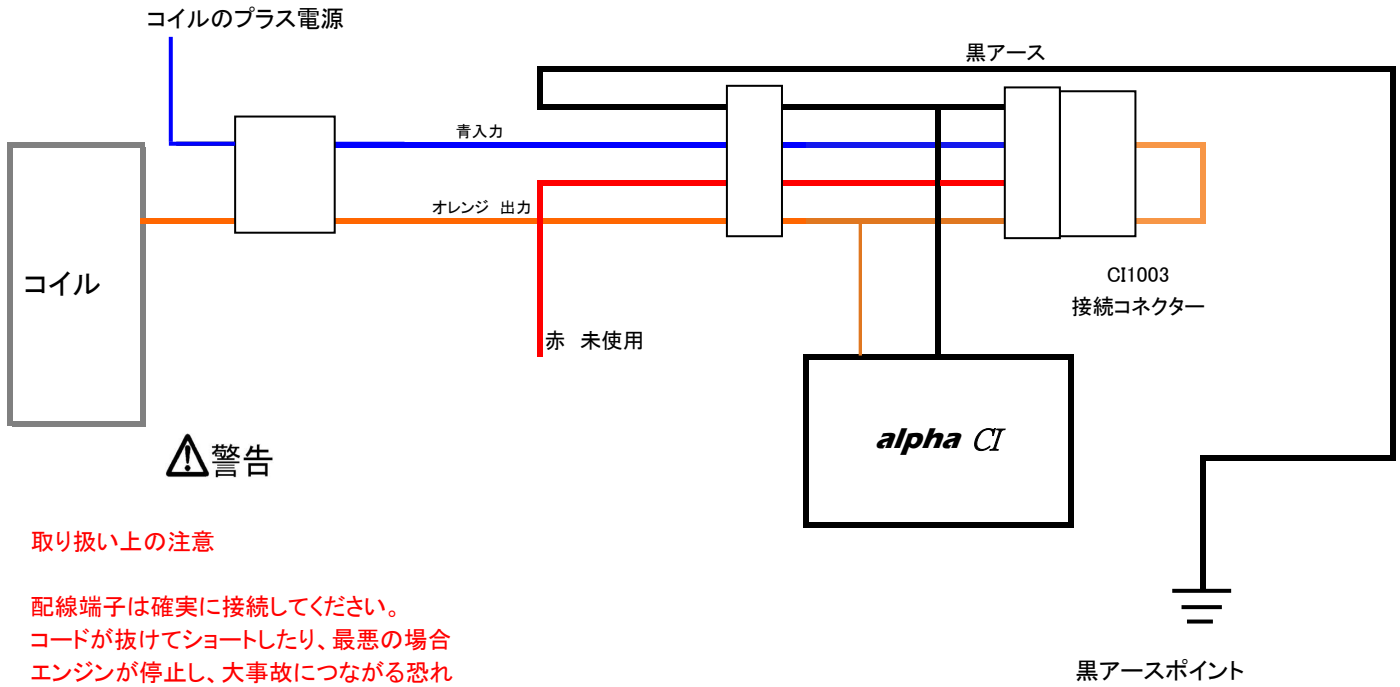 コイルのプラス電源
黒アース
青入力
オレンジ 出力
コイル
赤 未使用
CI1003
接続コネクター
alpha CI
警告
取り扱い上の注意
配線端子は確実に接続してください。
コードが抜けてショートしたり、最悪の場合
エンジンが停止し、大事故につながる恐れ
黒アースポイント